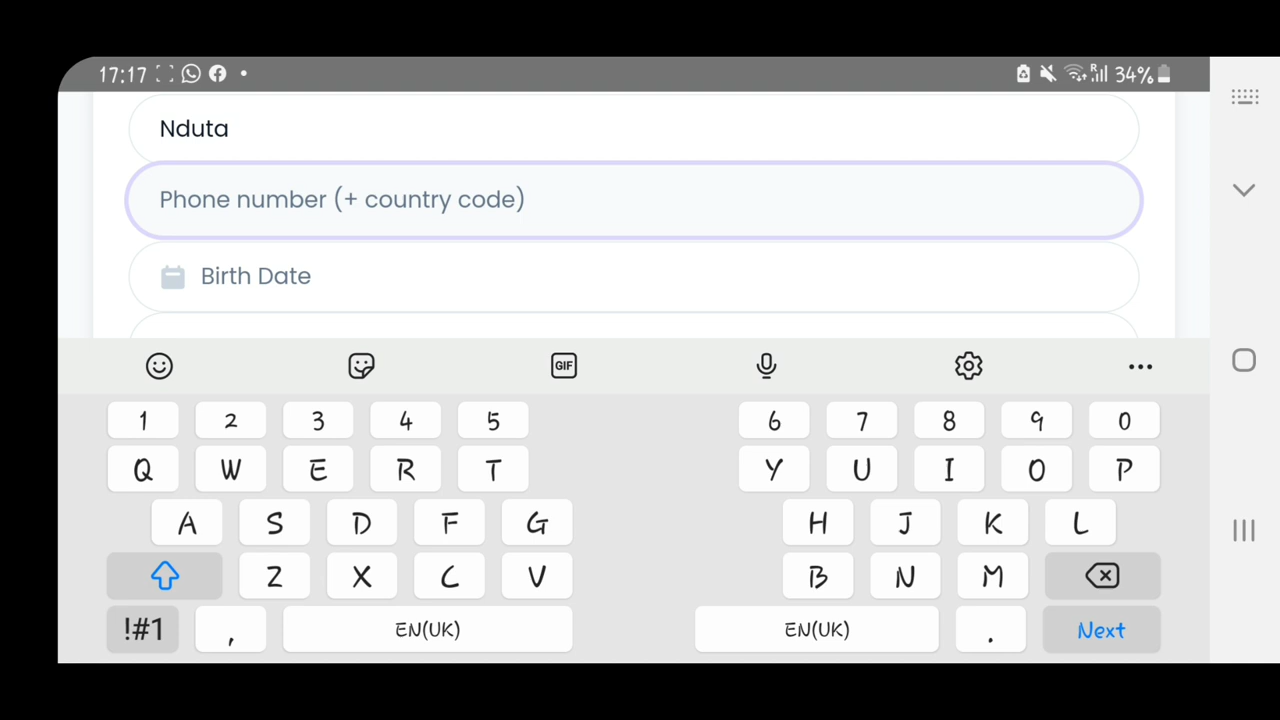 17:17 R 34%
Nduta
Phone number (+ country code)
Birth Date
GIF
1 2 3 4 5 6 7 8 9 0
Q W E R T Y U I O P
A S D F G H J K L
Z X C V B N M
!#1 , EN(UK) EN(UK) . Next